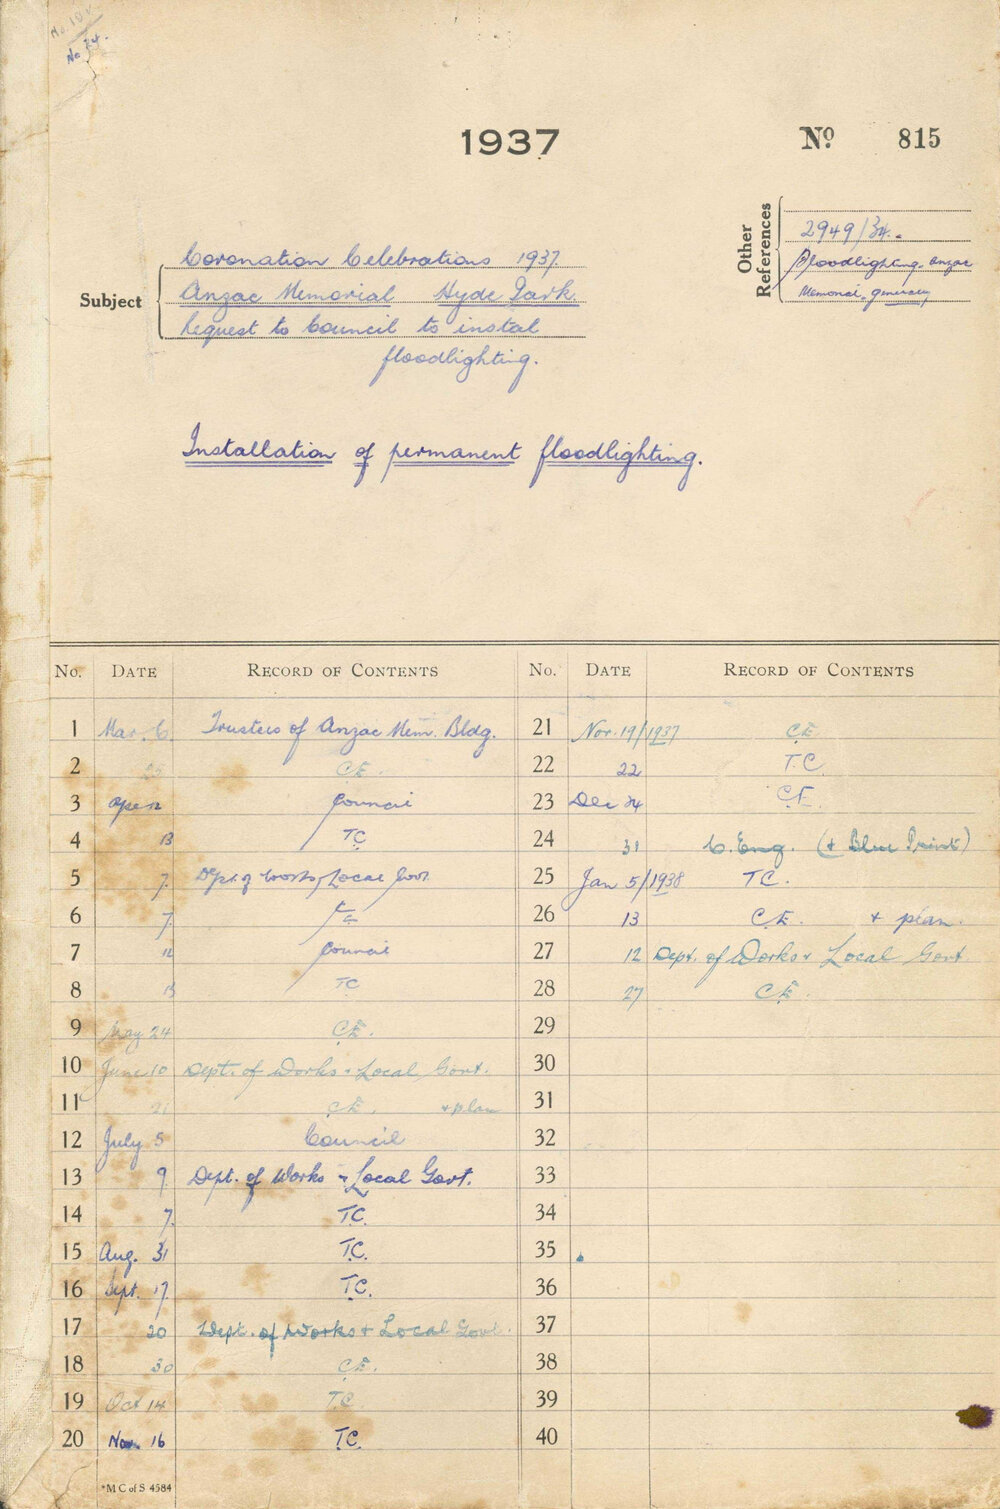 No. 24.
1937
No. 815
Other References
2949/34.
Floodlighting. Anzac
Memorial. generally
Subject
Coronation Celebrations 1937
Anzac Memorial Hyde Park
Request to Council to instal
floodlighting.
Installation of permanent floodlighting.
No. DATE RECORD OF CONTENTS
1 Mar. 6 Trustees of Anzac Mem. Bldg.
2 25 C.E.
3 Council
4 13 TC
5 7. Dept. of Works, Local Govt.
6 7.
7 12 Council
8 13 TC
9 May 24 C.E.
10 June 10 Dept. of Works & Local Govt.
11 21 C.E. & plan
12 July 5 Council
13 9 Dept. of Works & Local Govt.
14 7. T.C.
15 Aug. 31 T.C.
16 Sept. 17 T.C.
17 20 Dept. of Works & Local Govt.
18 30 C.E.
19 Oct 14 T.C.
20 Nov. 16 T.C.
No. DATE RECORD OF CONTENTS
21 Nov. 19/1937 C.E.
22 22 T.C.
23 Dec 24 C.E.
24 31 C. Eng. (& Blue Print)
25 Jan 5/1938 T.C.
26 13 C.E. & plan.
27 12 Dept. of Works & Local Govt.
28 27 C.E.
29
30
31
32
33
34
35
36
37
38
39
40
*M C of S 4584